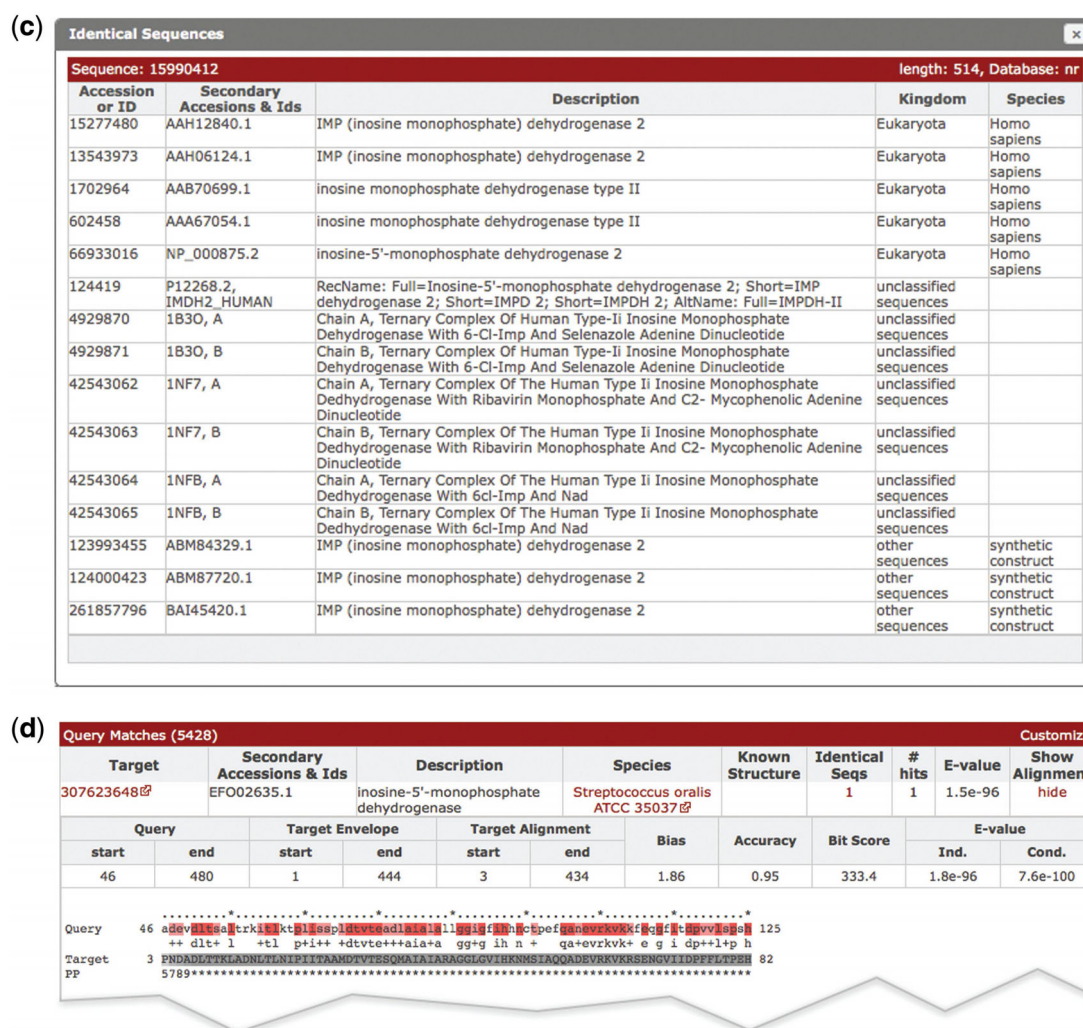 (c)
Identical Sequences
×
Sequence: 15990412 length: 514, Database: nr
Accession or ID Secondary Accesions & Ids Description Kingdom Species
15277480 AAH12840.1 IMP (inosine monophosphate) dehydrogenase 2 Eukaryota Homo sapiens
13543973 AAH06124.1 IMP (inosine monophosphate) dehydrogenase 2 Eukaryota Homo sapiens
1702964 AAB70699.1 inosine monophosphate dehydrogenase type II Eukaryota Homo sapiens
602458 AAA67054.1 inosine monophosphate dehydrogenase type II Eukaryota Homo sapiens
66933016 NP_000875.2 inosine-5'-monophosphate dehydrogenase 2 Eukaryota Homo sapiens
124419 P12268.2, IMDH2_HUMAN RecName: Full=Inosine-5'-monophosphate dehydrogenase 2; Short=IMP dehydrogenase 2; Short=IMPD 2; Short=IMPDH 2; AltName: Full=IMPDH-II unclassified sequences
4929870 1B3O, A Chain A, Ternary Complex Of Human Type-Ii Inosine Monophosphate Dehydrogenase With 6-Cl-Imp And Selenazole Adenine Dinucleotide unclassified sequences
4929871 1B3O, B Chain B, Ternary Complex Of Human Type-Ii Inosine Monophosphate Dehydrogenase With 6-Cl-Imp And Selenazole Adenine Dinucleotide unclassified sequences
42543062 1NF7, A Chain A, Ternary Complex Of The Human Type Ii Inosine Monophosphate Dedhydrogenase With Ribavirin Monophosphate And C2- Mycophenolic Adenine Dinucleotide unclassified sequences
42543063 1NF7, B Chain B, Ternary Complex Of The Human Type Ii Inosine Monophosphate Dedhydrogenase With Ribavirin Monophosphate And C2- Mycophenolic Adenine Dinucleotide unclassified sequences
42543064 1NFB, A Chain A, Ternary Complex Of The Human Type Ii Inosine Monophosphate Dedhydrogenase With 6cl-Imp And Nad unclassified sequences
42543065 1NFB, B Chain B, Ternary Complex Of The Human Type Ii Inosine Monophosphate Dedhydrogenase With 6cl-Imp And Nad unclassified sequences
123993455 ABM84329.1 IMP (inosine monophosphate) dehydrogenase 2 other sequences synthetic construct
124000423 ABM87720.1 IMP (inosine monophosphate) dehydrogenase 2 other sequences synthetic construct
261857796 BAI45420.1 IMP (inosine monophosphate) dehydrogenase 2 other sequences synthetic construct
(d)
Query Matches (5428) Customiz
Target Secondary Accessions & Ids Description Species Known Structure Identical Seqs # hits E-value Show Alignmen
307623648 EFO02635.1 inosine-5'-monophosphate dehydrogenase Streptococcus oralis ATCC 35037 1 1 1.5e-96 hide
Query Target Envelope Target Alignment Bias Accuracy Bit Score E-value
start end start end start end Ind. Cond.
46 480 1 444 3 434 1.86 0.95 333.4 1.8e-96 7.6e-100
.........*.........*.........*.........*.........*.........*.........*.........*
Query 46 adevdltsaltrkitlktplisspldtvteadlaialallggigfihhnctpefqanevrkvkkfeqgfitdpvvlspsh 125
++ dlt+ l +tl p+i++ +dtvte+++aia+a gg+g ih n + qa+evrkvk+ e g i dp++l+p h
Target 3 PNDADLTTKLADNLTLNIPIITAAMDTVTESQMAIAIARAGGLGVIHKNMSIAQQADEVRKVKRSENGVIIDPFFLTPEH 82
PP 5789****************************************************************************